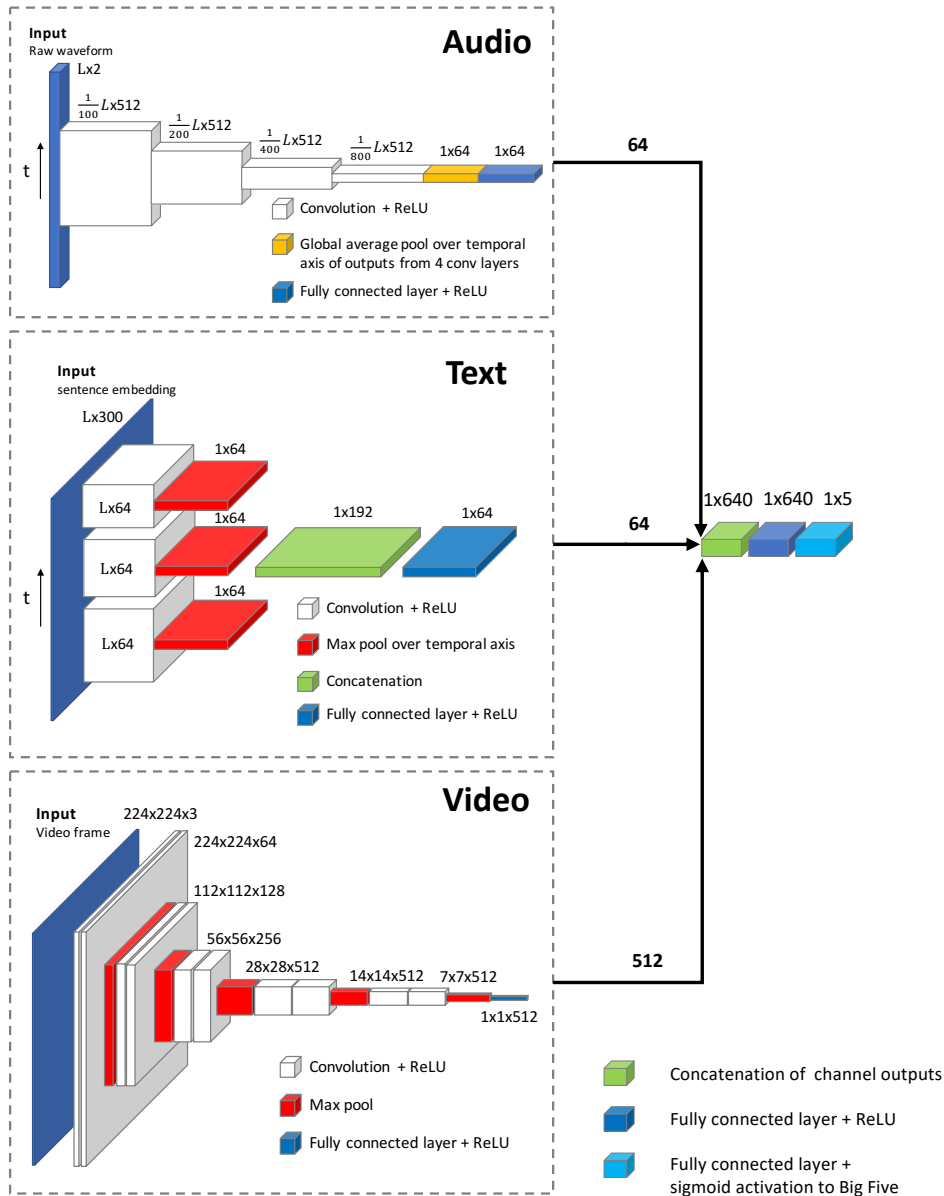 Audio
Input
Raw waveform
Lx2
1/100 Lx512
1/200 Lx512
1/400 Lx512
1/800 Lx512
1x64
1x64
t
Convolution + ReLU
Global average pool over temporal
axis of outputs from 4 conv layers
Fully connected layer + ReLU
64
Text
Input
sentence embedding
Lx300
1x64
Lx64
1x64
Lx64
1x64
Lx64
1x192
1x64
t
Convolution + ReLU
Max pool over temporal axis
Concatenation
Fully connected layer + ReLU
64
1x640
1x640
1x5
Video
Input
Video frame
224x224x3
224x224x64
112x112x128
56x56x256
28x28x512
14x14x512
7x7x512
1x1x512
Convolution + ReLU
Max pool
Fully connected layer + ReLU
512
Concatenation of channel outputs
Fully connected layer + ReLU
Fully connected layer +
sigmoid activation to Big Five